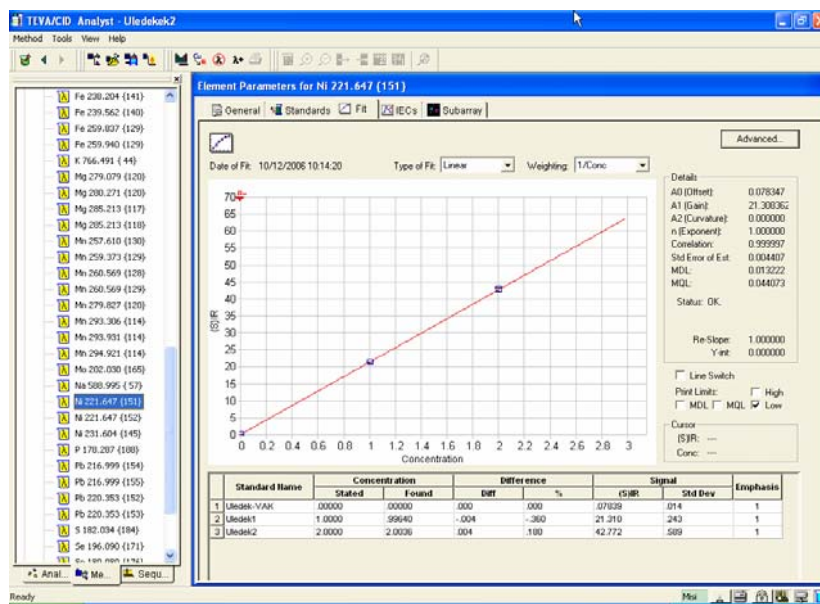 TEVA/CID Analyst - Uledekek2
Method Tools View Help
Fe 238.204 {141}
Fe 239.562 {140}
Fe 259.837 {129}
Fe 259.940 {129}
K 766.491 { 44}
Mg 279.079 {120}
Mg 280.271 {120}
Mg 285.213 {117}
Mg 285.213 {118}
Mn 257.610 {130}
Mn 259.373 {129}
Mn 260.569 {128}
Mn 260.569 {129}
Mn 279.827 {120}
Mn 293.306 {114}
Mn 293.931 {114}
Mn 294.921 {114}
Mo 202.030 {165}
Na 588.995 { 57}
Ni 221.647 {151}
Ni 221.647 {152}
Ni 231.604 {145}
P 178.287 {188}
Pb 216.999 {154}
Pb 216.999 {155}
Pb 220.353 {152}
Pb 220.353 {153}
S 182.034 {184}
Se 196.090 {171}
Anal... Me... Sequ...
Element Parameters for Ni 221.647 {151}
General Standards Fit IECs Subarray
Advanced...
Date of Fit: 10/12/2006 10:14:20 Type of Fit: Linear Weighting: 1/Conc
70
65
60
55
50
45
40
35
30
25
20
15
10
5
0
(S)IR
0 0.2 0.4 0.6 0.8 1 1.2 1.4 1.6 1.8 2 2.2 2.4 2.6 2.8 3
Concentration
Details
A0 (Offset): 0.078347
A1 (Gain): 21.308362
A2 (Curvature): 0.000000
n (Exponent): 1.000000
Correlation: 0.999997
Std Error of Est: 0.004407
MDL: 0.013222
MQL: 0.044073
Status: OK.
Re-Slope: 1.000000
Y-int: 0.000000
Line Switch
Print Limits: High
MDL MQL Low
Cursor
(S)IR: ---
Conc: ---
Standard Name Concentration Difference Signal Emphasis
Stated Found Diff % (S)IR Std Dev
1 Uledek-VAK .00000 .00000 .000 .000 .07839 .014 1
2 Uledek1 1.0000 .99640 -.004 -.360 21.310 .243 1
3 Uledek2 2.0000 2.0036 .004 .180 42.772 .589 1
Ready
Misi